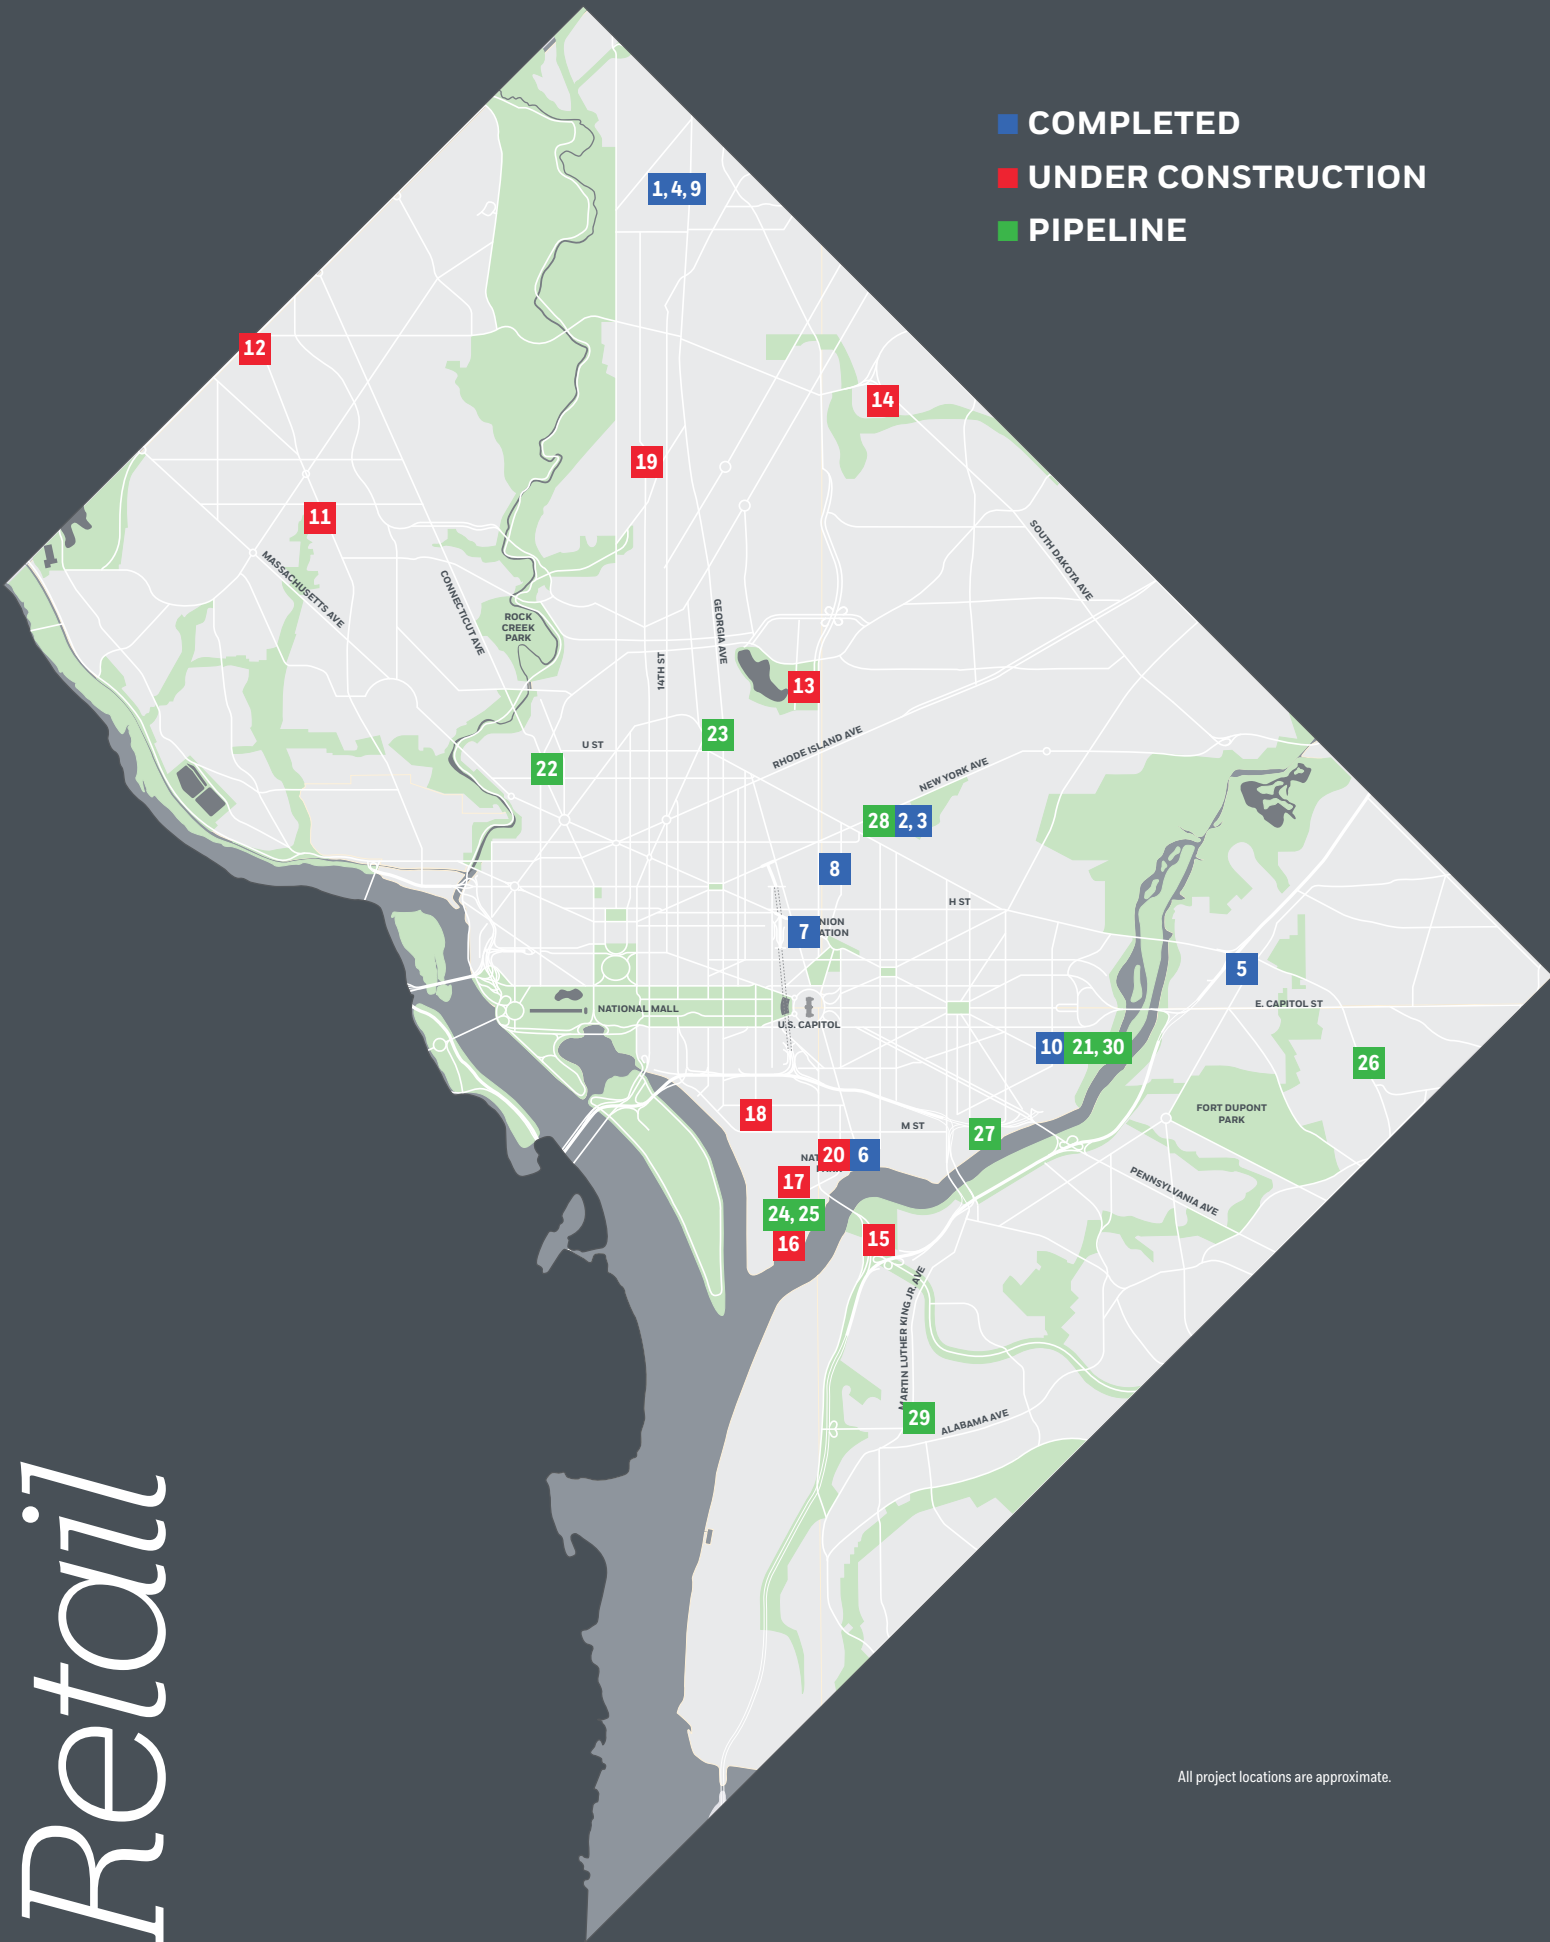 COMPLETED
UNDER CONSTRUCTION
PIPELINE
1, 4, 9
12
14
19
11
SOUTH DAKOTA AVE
MASSACHUSETTS AVE
CONNECTICUT AVE
ROCK
CREEK
PARK
GEORGIA AVE
14TH ST
13
23
U ST
RHODE ISLAND AVE
22
NEW YORK AVE
28
2, 3
8
H ST
7
NION
ATION
5
NATIONAL MALL
E. CAPITOL ST
U.S. CAPITOL
10
21, 30
26
18
FORT DUPONT
PARK
M ST
27
NAT
20
6
17
PENNSYLVANIA AVE
24, 25
16
15
MARTIN LUTHER KING JR. AVE
29
ALABAMA AVE
Retail
All project locations are approximate.